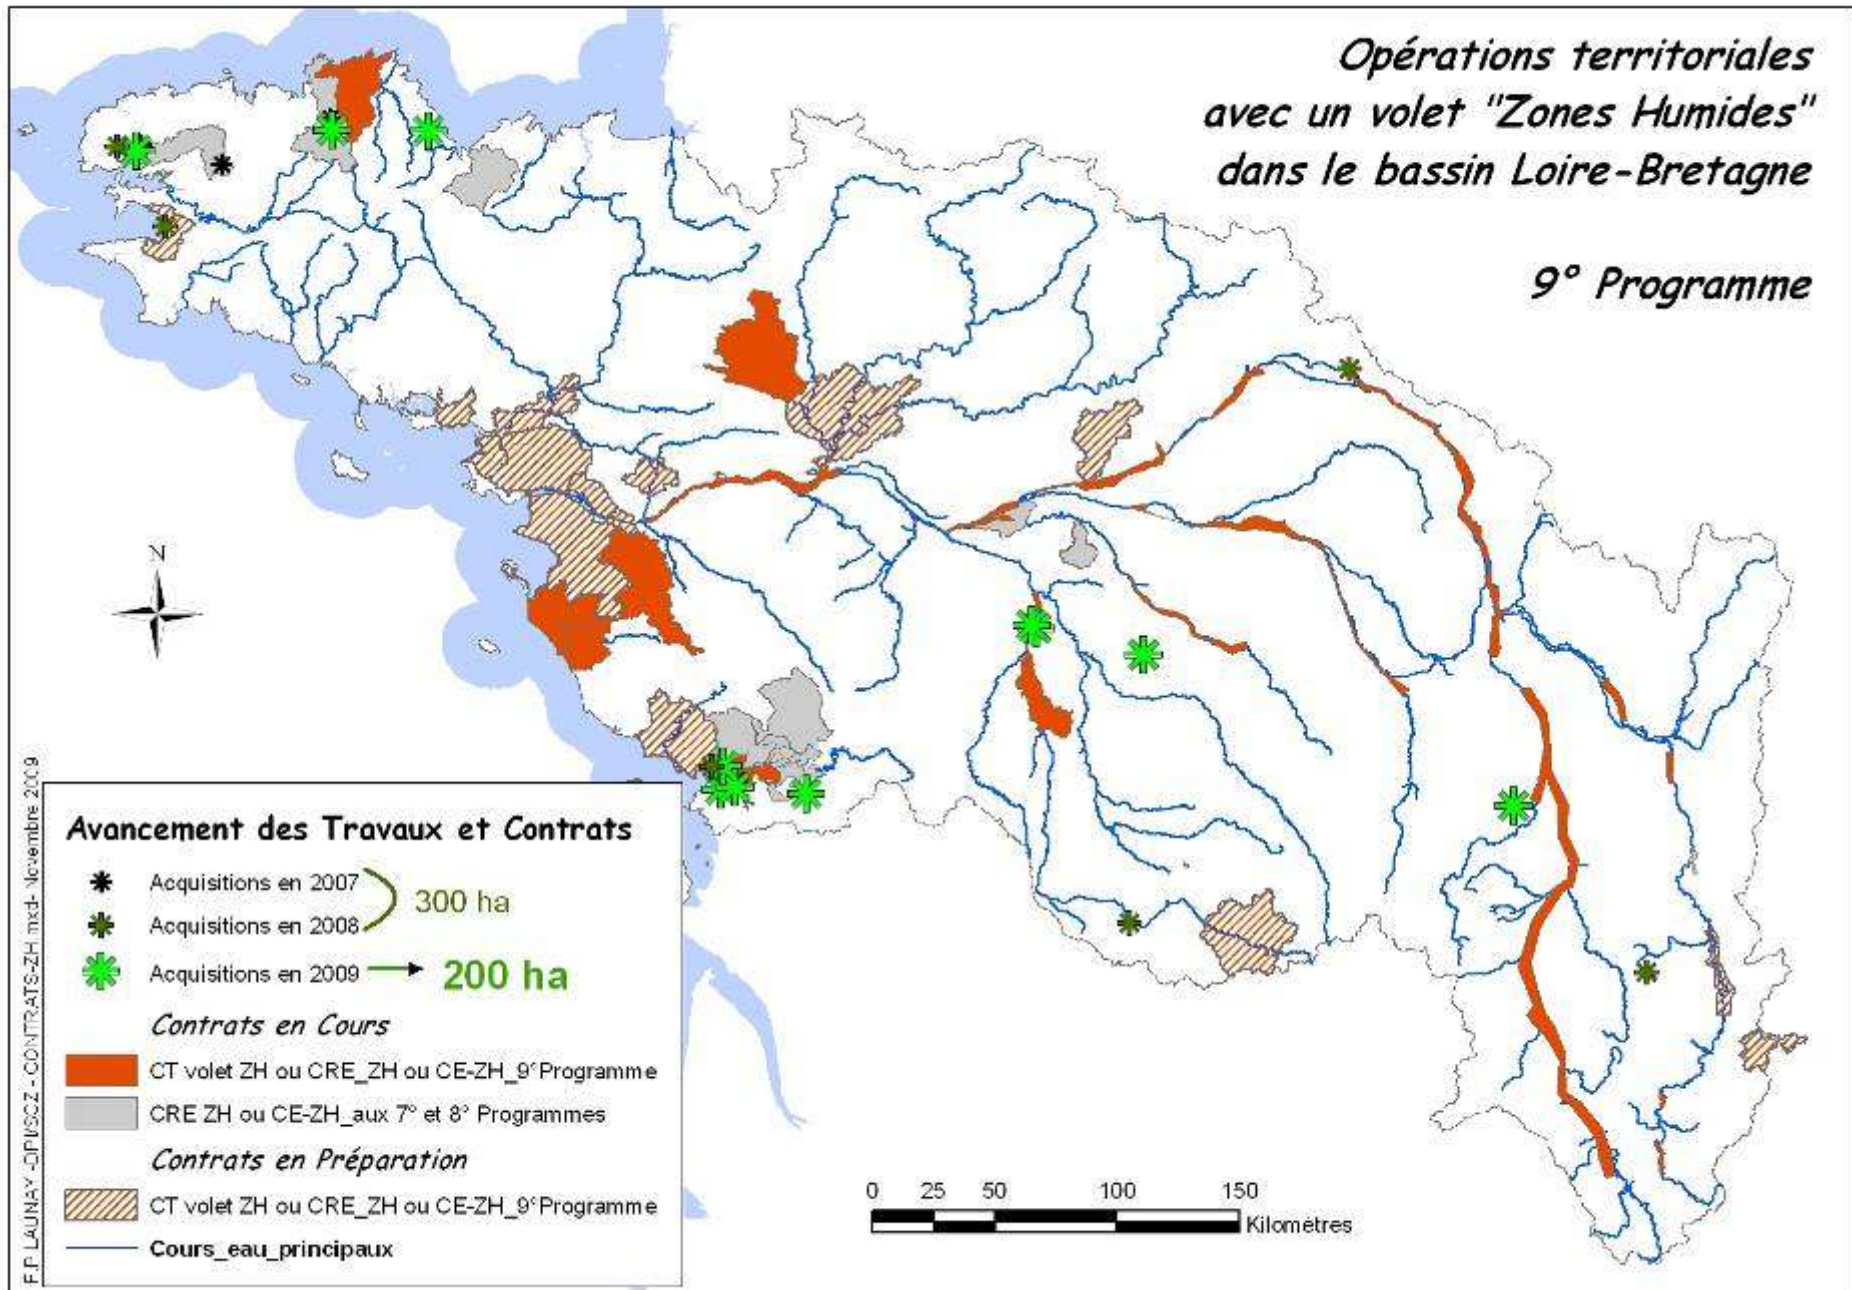 Opérations territoriales
avec un volet "Zones Humides"
dans le bassin Loire-Bretagne
9° Programme
N
Avancement des Travaux et Contrats
Acquisitions en 2007
300 ha
Acquisitions en 2008
Acquisitions en 2009
200 ha
Contrats en Cours
CT volet ZH ou CRE_ZH ou CE-ZH_9°Programme
CRE ZH ou CE-ZH_aux 7° et 8° Programmes
Contrats en Préparation
CT volet ZH ou CRE_ZH ou CE-ZH_9°Programme
Cours_eau_principaux
0 25 50 100 150
Kilométres
F.P LAUNAY -DPI/SCZ - CONTRATS-ZH.mxd- Novembre 2009